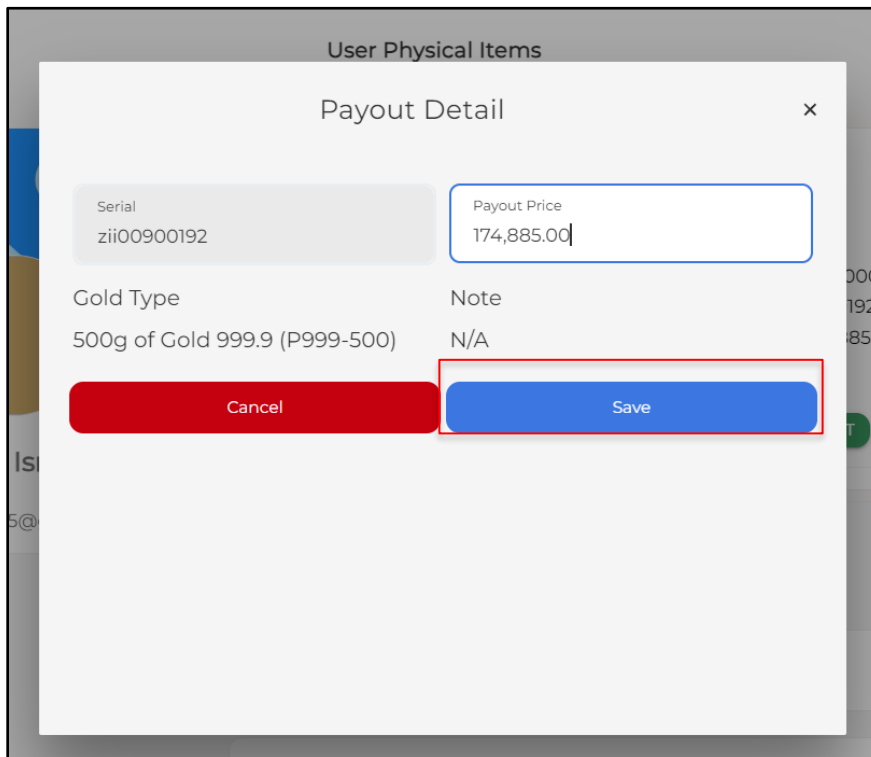 User Physical Items
Payout Detail
×
Serial
zii00900192
Payout Price
174,885.00
Gold Type
Note
500g of Gold 999.9 (P999-500)
N/A
Cancel
Save